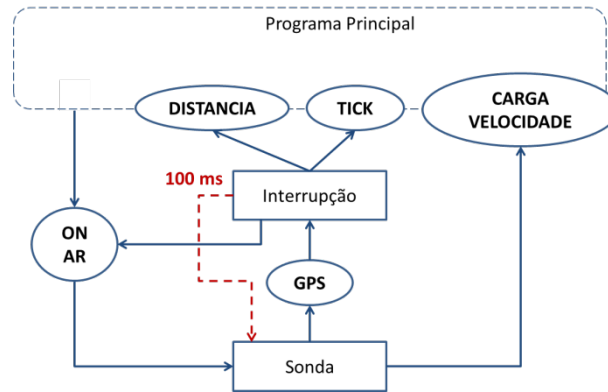 Programa Principal
DISTANCIA
TICK
CARGA
VELOCIDADE
100 ms
Interrupção
ON
AR
GPS
Sonda